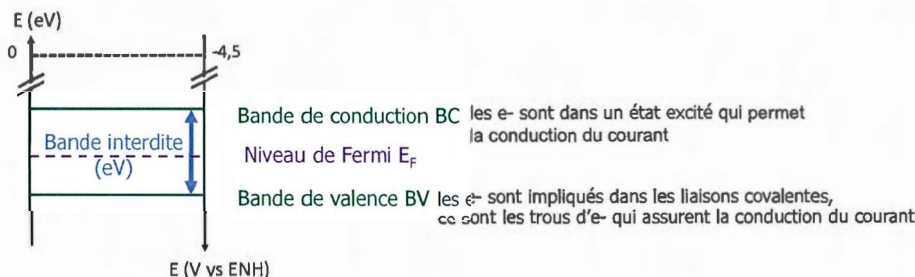 E (eV)
0
-4,5
Bande de conduction BC les e- sont dans un état excité qui permet
la conduction du courant
Bande interdite
(eV)
Niveau de Fermi E_F
Bande de valence BV les e- sont impliqués dans les liaisons covalentes,
ce sont les trous d'e- qui assurent la conduction du courant
E (V vs ENH)